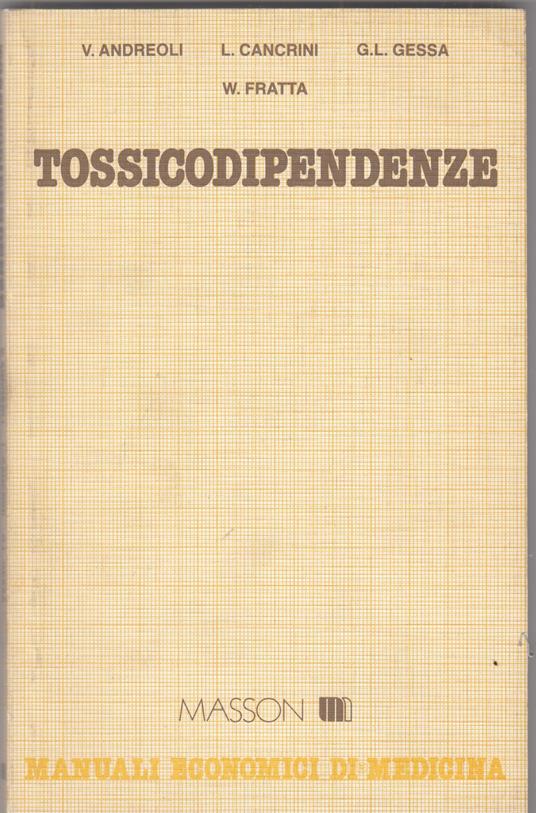 V. ANDREOLI L. CANCRINI G.L. GESSA
W. FRATTA
TOSSICODIPENDENZE
MASSON m
MANUALI ECONOMICI DI MEDICINA